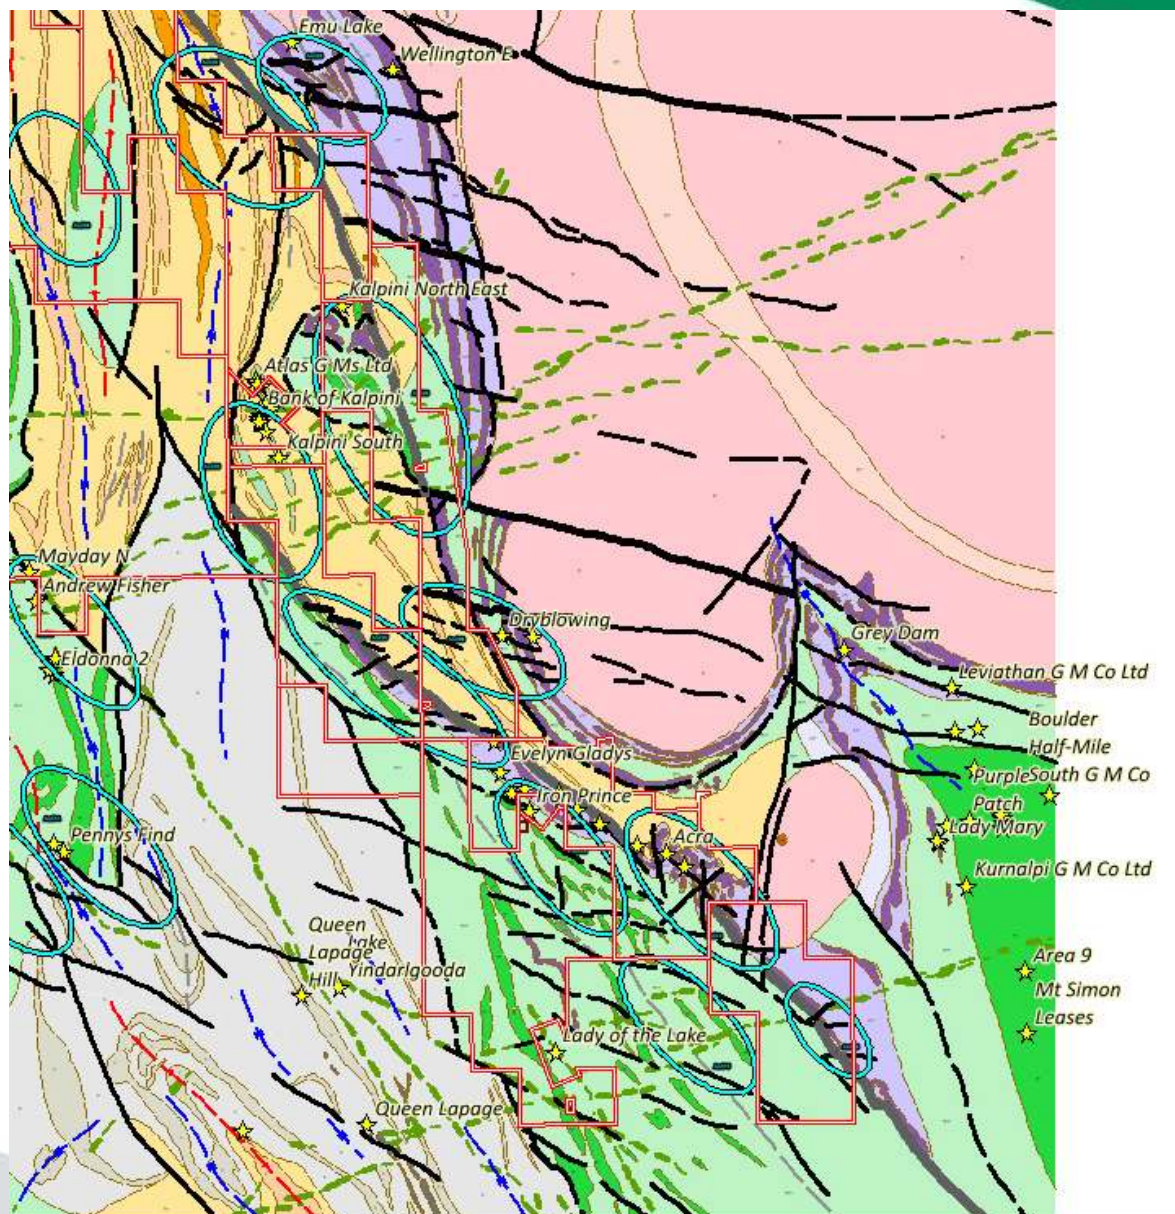 Emu Lake
Wellington E
Kalpini North East
Atlas G Ms Ltd
Bank of Kalpini
Kalpini South
Mayday N
Andrew Fisher
Dryblowing
Grey Dam
Eldonna 2
Leviathan G M Co Ltd
Boulder
Half-Mile
Evelyn Gladys
Purple
South G M Co
Iron Prince
Patch
Pennys Find
Acra
Lady Mary
Kurnalpi G M Co Ltd
Queen
Lapage
Hill
Lake
Yindarlgooda
Area 9
Mt Simon
Leases
Lady of the Lake
Queen Lapage